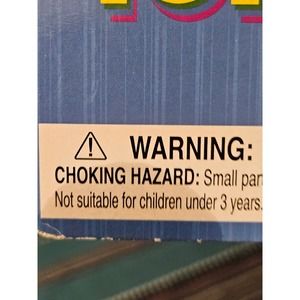 WARNING:
CHOKING HAZARD: Small par
Not suitable for children under 3 years.